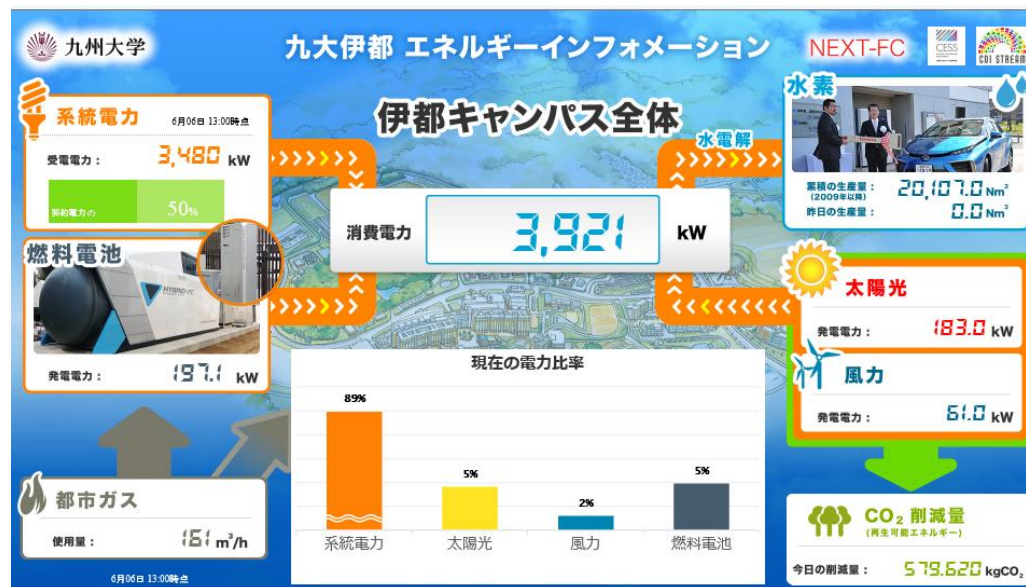 九州大学
九大伊都 エネルギーインフォメーション
NEXT-FC
CESS
CDI STREAM
系統電力
6月06日 13:00時点
受電電力： 3,480 kW
契約電力の 50%
伊都キャンパス全体
水電解
水素
累積の生産量：
(2009年以降)
20,107.0 Nm³
昨日の生産量： 0.0 Nm³
消費電力 3,921 kW
燃料電池
HYBRID-FC
発電電力： 197.1 kW
太陽光
発電電力： 183.0 kW
風力
発電電力： 61.0 kW
現在の電力比率
89%
5%
2%
5%
系統電力 太陽光 風力 燃料電池
都市ガス
使用量： 161 m³/h
6月06日 13:00時点
CO₂ 削減量
(再生可能エネルギー)
今日の削減量： 579.620 kgCO₂